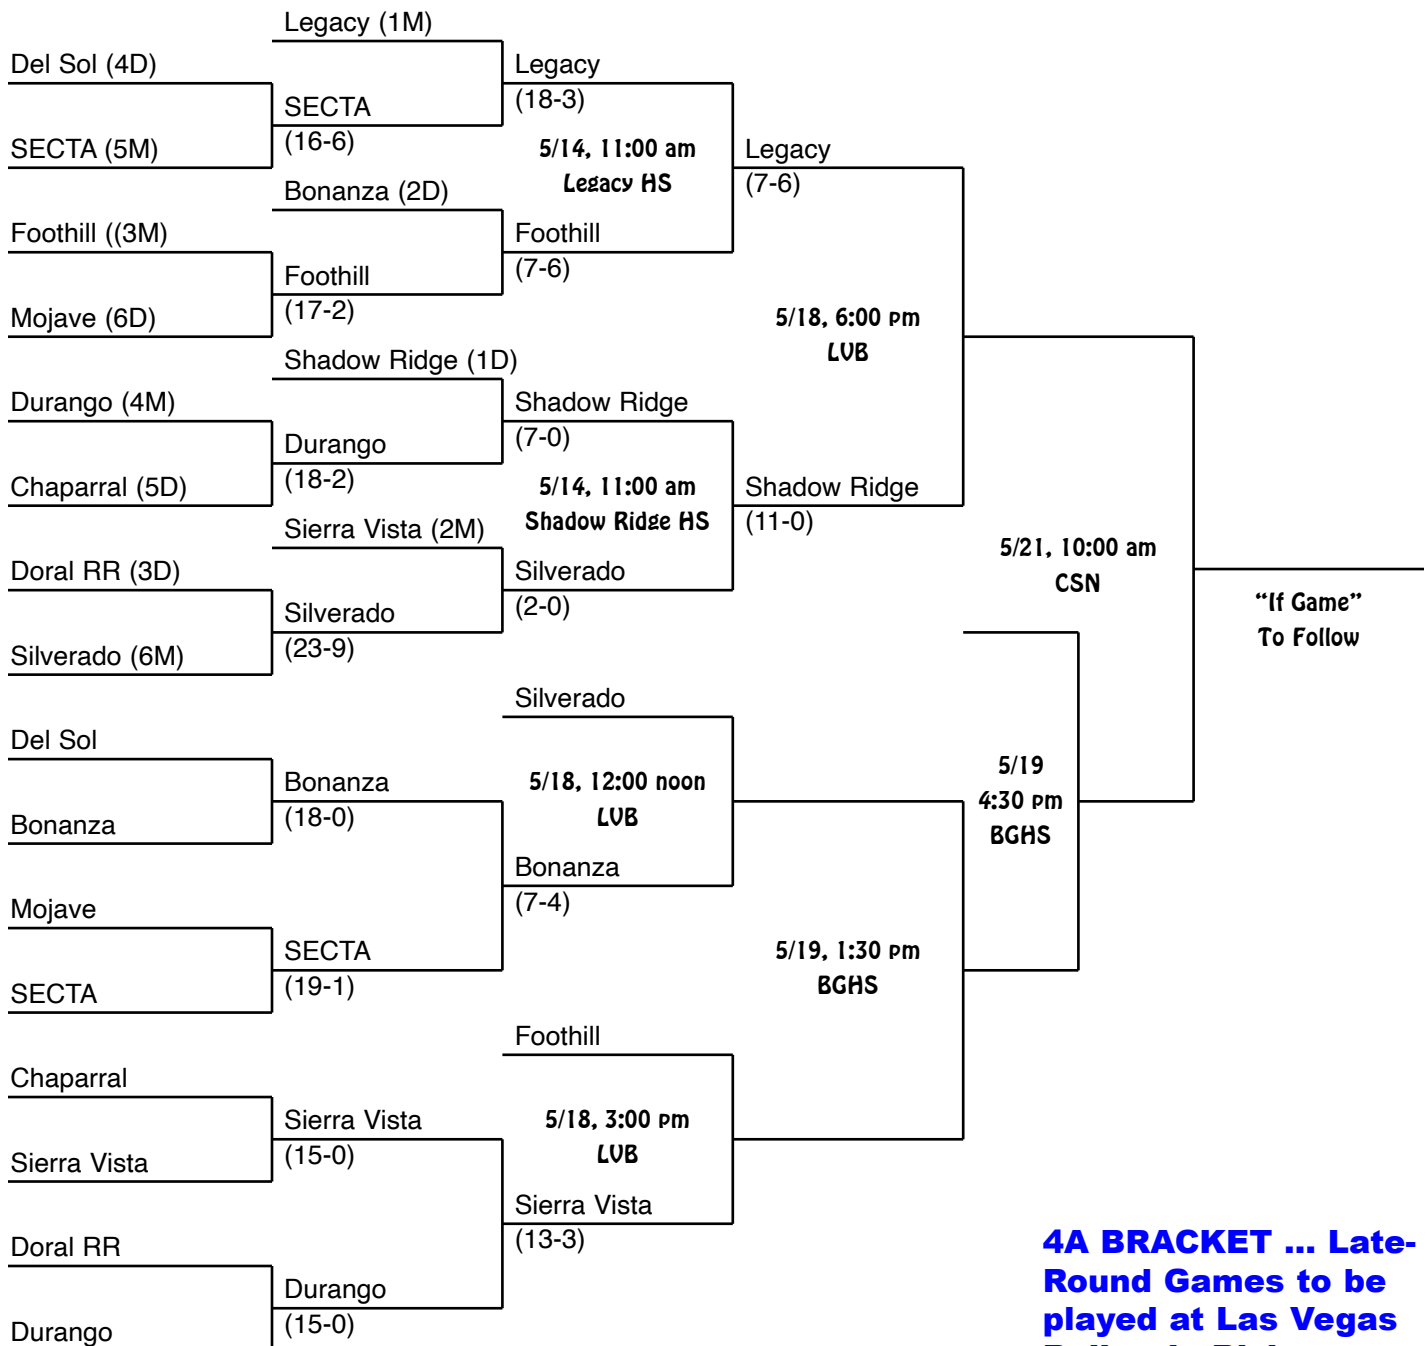 Legacy (1M)
Del Sol (4D)
Legacy
(18-3)
SECTA
(16-6)
SECTA (5M)
5/14, 11:00 am
Legacy HS
Legacy
(7-6)
Bonanza (2D)
Foothill ((3M)
Foothill
(7-6)
Foothill
(17-2)
Mojave (6D)
5/18, 6:00 pm
LVB
Shadow Ridge (1D)
Durango (4M)
Shadow Ridge
(7-0)
Durango
(18-2)
Chaparral (5D)
5/14, 11:00 am
Shadow Ridge HS
Shadow Ridge
(11-0)
Sierra Vista (2M)
5/21, 10:00 am
CSN
Doral RR (3D)
Silverado
(2-0)
Silverado
(23-9)
"If Game"
To Follow
Silverado (6M)
Silverado
Del Sol
Bonanza
(18-0)
5/18, 12:00 noon
LVB
5/19
4:30 pm
BGHS
Bonanza
Bonanza
(7-4)
Mojave
SECTA
(19-1)
5/19, 1:30 pm
BGHS
SECTA
Foothill
Chaparral
Sierra Vista
(15-0)
5/18, 3:00 pm
LVB
Sierra Vista
Sierra Vista
(13-3)
Doral RR
Durango
(15-0)
Durango
4A BRACKET ... Late-
Round Games to be
played at Las Vegas